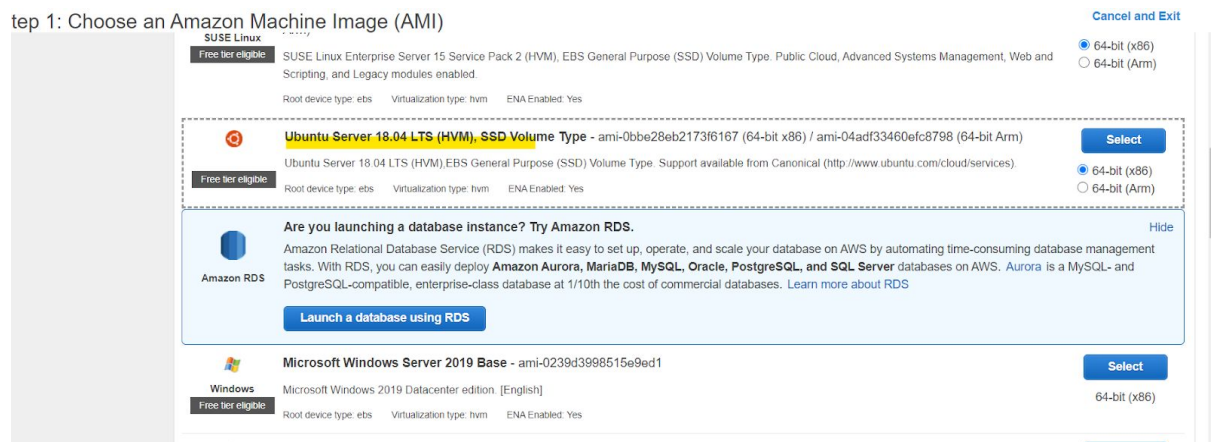 tep 1: Choose an Amazon Machine Image (AMI)
Cancel and Exit
SUSE Linux
Free tier eligible
SUSE Linux Enterprise Server 15 Service Pack 2 (HVM), EBS General Purpose (SSD) Volume Type. Public Cloud, Advanced Systems Management, Web and
Scripting, and Legacy modules enabled.
Root device type: ebs Virtualization type: hvm ENA Enabled: Yes
64-bit (x86)
64-bit (Arm)
Ubuntu Server 18.04 LTS (HVM), SSD Volume Type - ami-0bbe28eb2173f6167 (64-bit x86) / ami-04adf33460efc8798 (64-bit Arm)
Select
Ubuntu Server 18.04 LTS (HVM),EBS General Purpose (SSD) Volume Type. Support available from Canonical (http://www.ubuntu.com/cloud/services).
Free tier eligible
Root device type: ebs Virtualization type: hvm ENA Enabled: Yes
64-bit (x86)
64-bit (Arm)
Are you launching a database instance? Try Amazon RDS.
Hide
Amazon RDS
Amazon Relational Database Service (RDS) makes it easy to set up, operate, and scale your database on AWS by automating time-consuming database management
tasks. With RDS, you can easily deploy Amazon Aurora, MariaDB, MySQL, Oracle, PostgreSQL, and SQL Server databases on AWS. Aurora is a MySQL- and
PostgreSQL-compatible, enterprise-class database at 1/10th the cost of commercial databases. Learn more about RDS
Launch a database using RDS
Microsoft Windows Server 2019 Base - ami-0239d3998515e9ed1
Select
Windows
Free tier eligible
Microsoft Windows 2019 Datacenter edition. [English]
Root device type: ebs Virtualization type: hvm ENA Enabled: Yes
64-bit (x86)